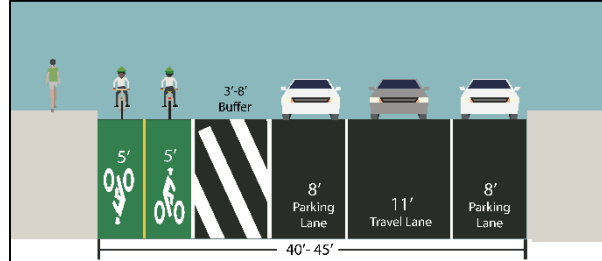 3'-8'
Buffer
5'
5'
8'
Parking
Lane
11'
Travel Lane
8'
Parking
Lane
40'- 45'